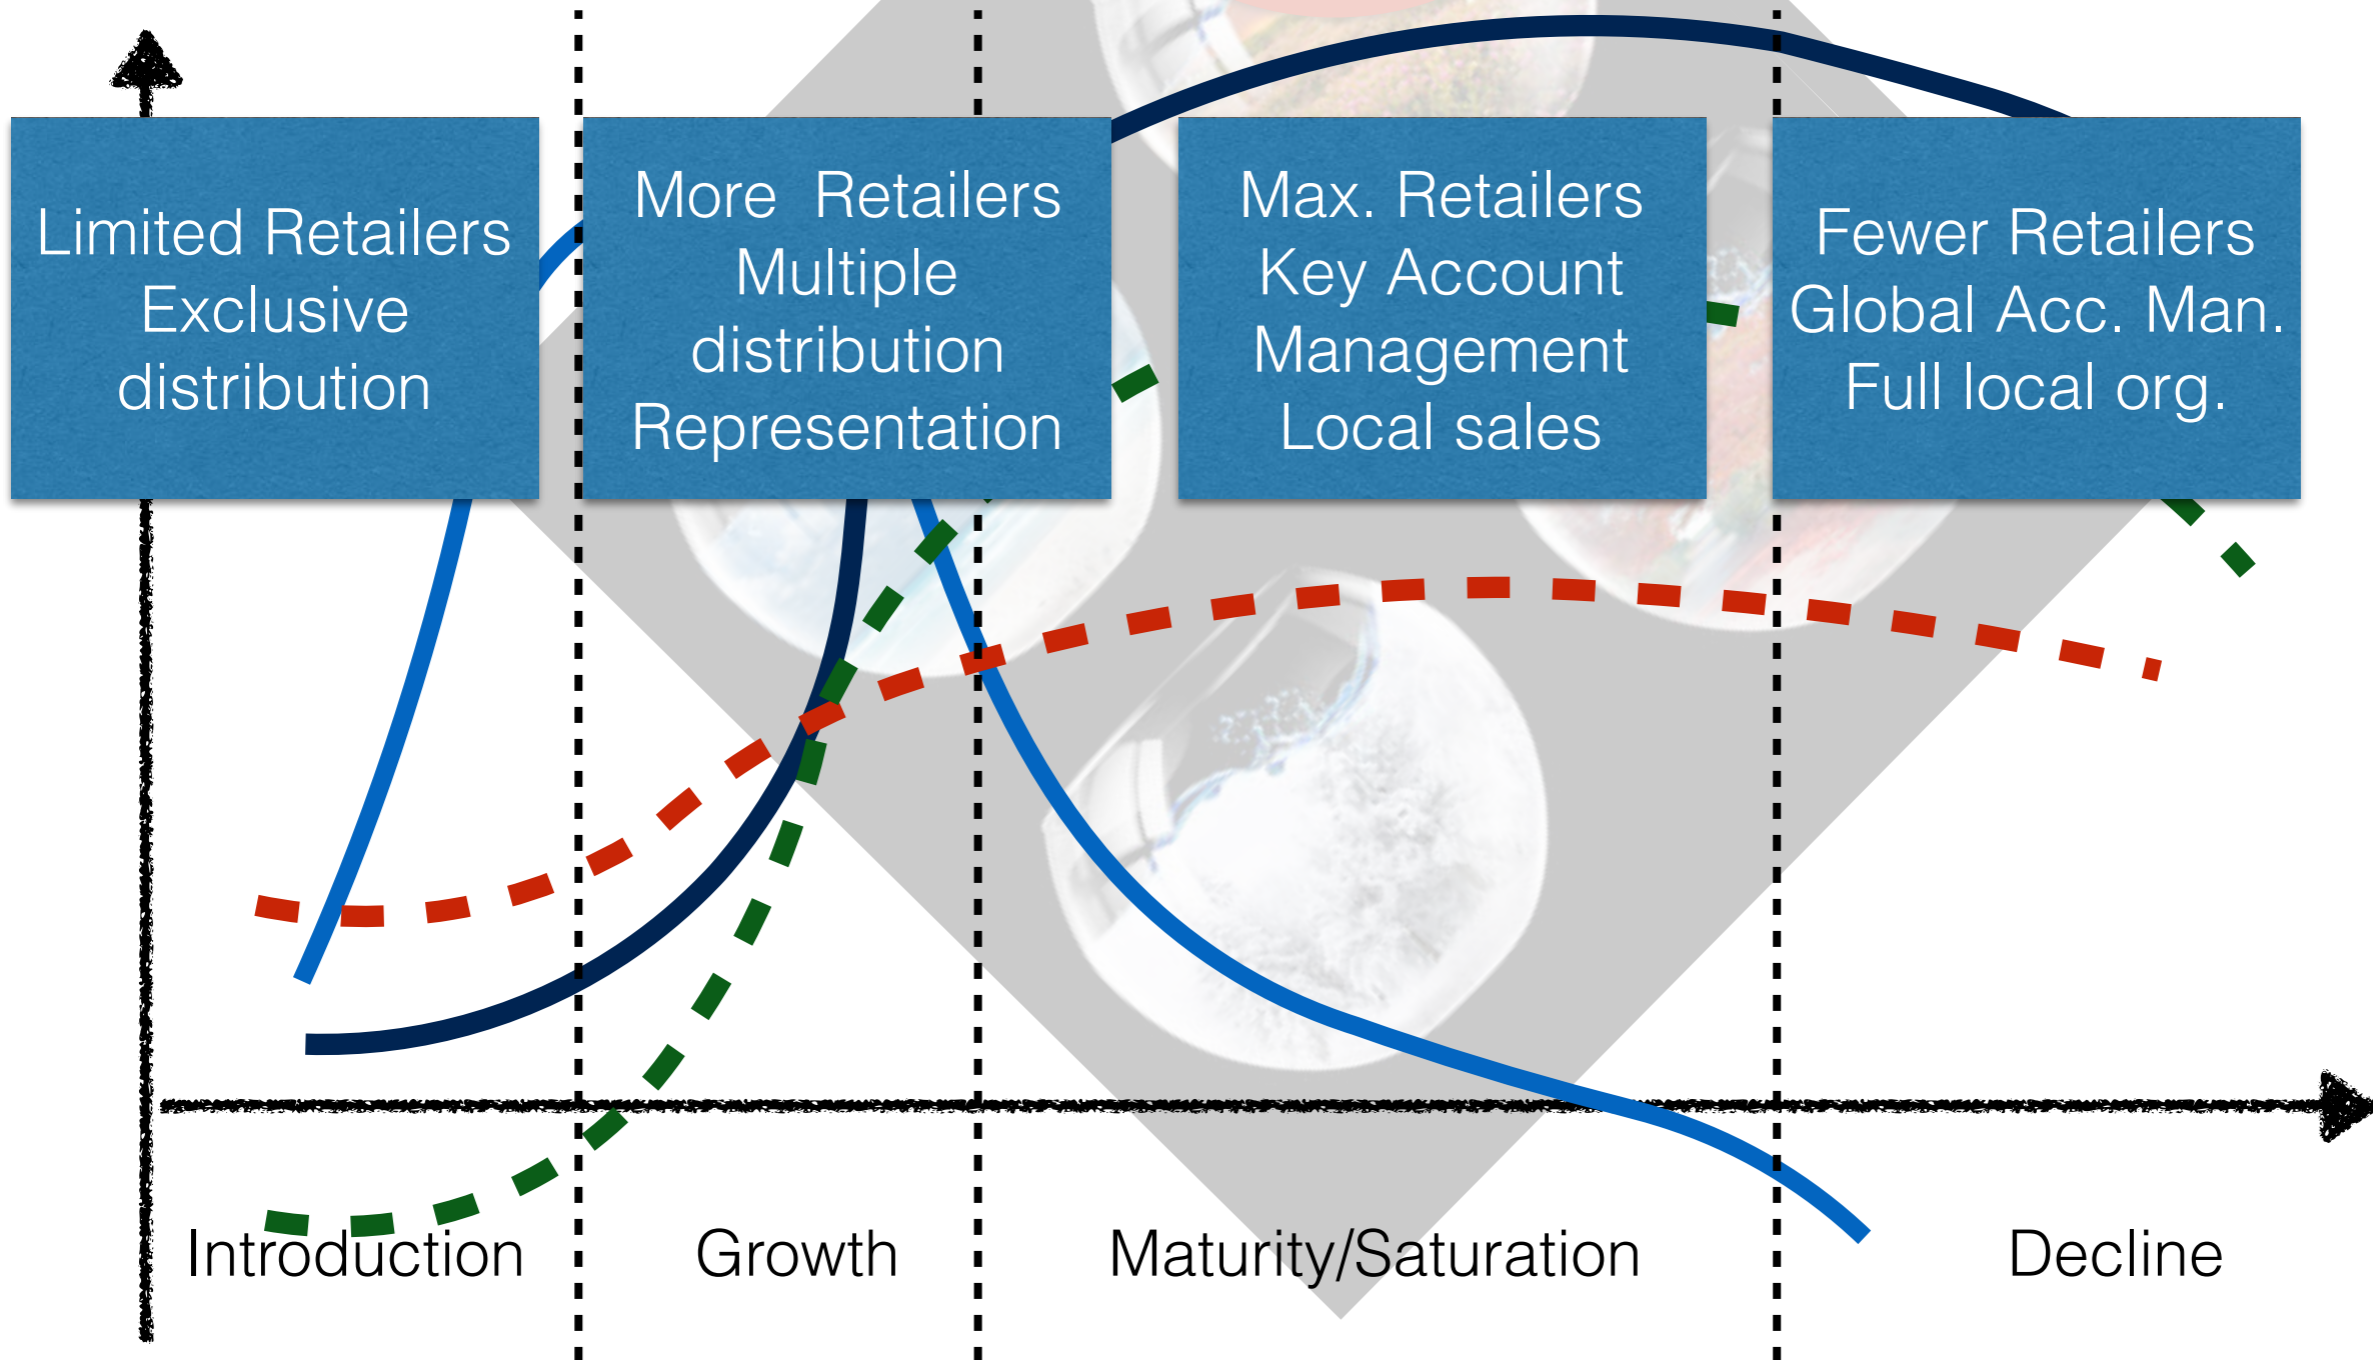 Limited Retailers
Exclusive
distribution
More  Retailers
Multiple
distribution
Representation
Max. Retailers
Key Account
Management
Local sales
Fewer Retailers
Global Acc. Man.
Full local org.
Introduction
Growth
Maturity/Saturation
Decline